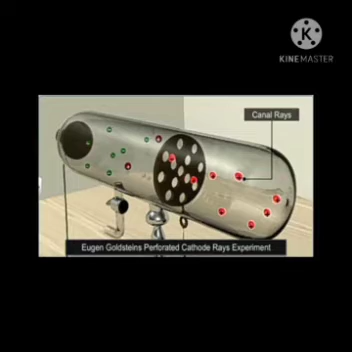 K
KINEMASTER
Canal Rays
Eugen Goldsteins Perforated Cathode Rays Experiment